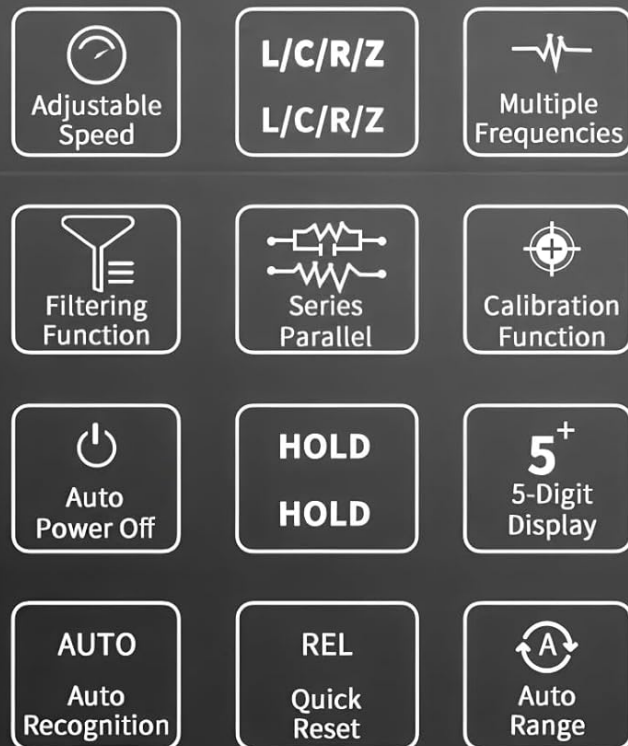 Adjustable
Speed
L/C/R/Z
L/C/R/Z
Multiple
Frequencies
Filtering
Function
Series
Parallel
Calibration
Function
Auto
Power Off
HOLD
HOLD
5+
5-Digit
Display
AUTO
Auto
Recognition
REL
Quick
Reset
A
Auto
Range